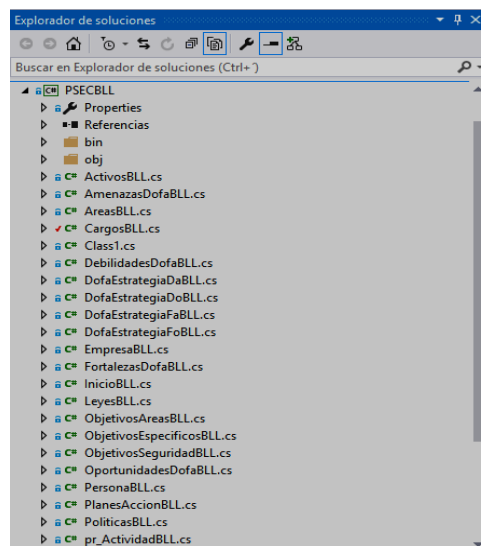 Explorador de soluciones
Buscar en Explorador de soluciones (Ctrl+´)
C# PSECBLL
Properties
Referencias
bin
obj
C# ActivosBLL.cs
C# AmenazasDofaBLL.cs
C# AreasBLL.cs
C# CargosBLL.cs
C# Class1.cs
C# DebilidadesDofaBLL.cs
C# DofaEstrategiaDaBLL.cs
C# DofaEstrategiaDoBLL.cs
C# DofaEstrategiaFaBLL.cs
C# DofaEstrategiaFoBLL.cs
C# EmpresaBLL.cs
C# FortalezasDofaBLL.cs
C# InicioBLL.cs
C# LeyesBLL.cs
C# ObjetivosAreasBLL.cs
C# ObjetivosEspecificosBLL.cs
C# ObjetivosSeguridadBLL.cs
C# OportunidadesDofaBLL.cs
C# PersonaBLL.cs
C# PlanesAccionBLL.cs
C# PoliticasBLL.cs
C# pr_ActividadBLL.cs